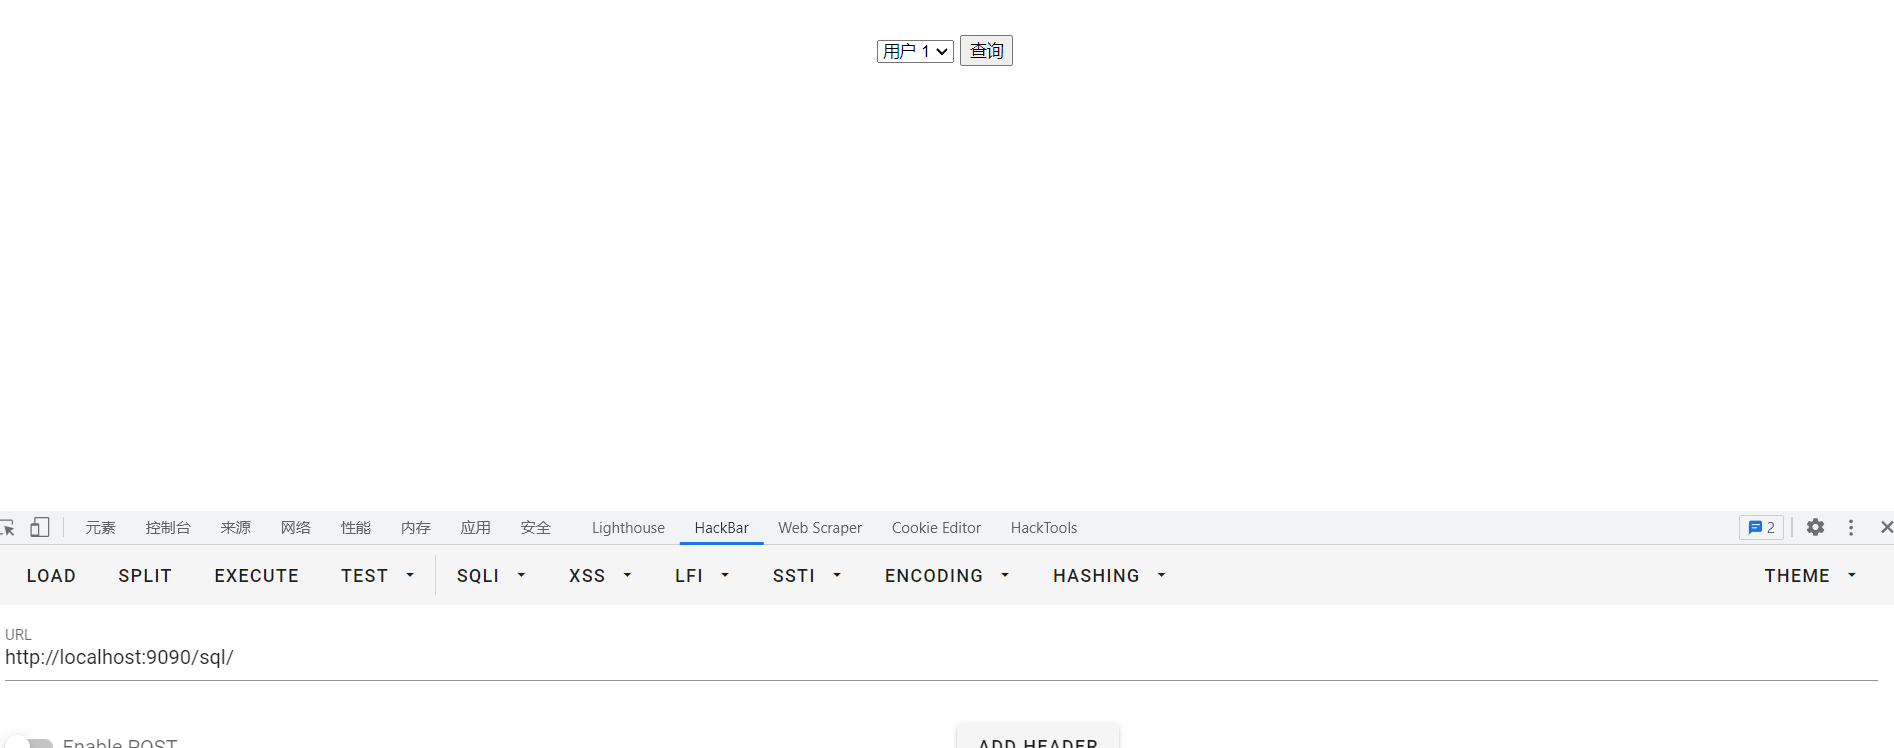 用户 1 查询
元素 控制台 来源 网络 性能 内存 应用 安全 Lighthouse HackBar Web Scraper Cookie Editor HackTools 2
LOAD SPLIT EXECUTE TEST SQLI XSS LFI SSTI ENCODING HASHING THEME
URL
http://localhost:9090/sql/
Enable POST ADD HEADER